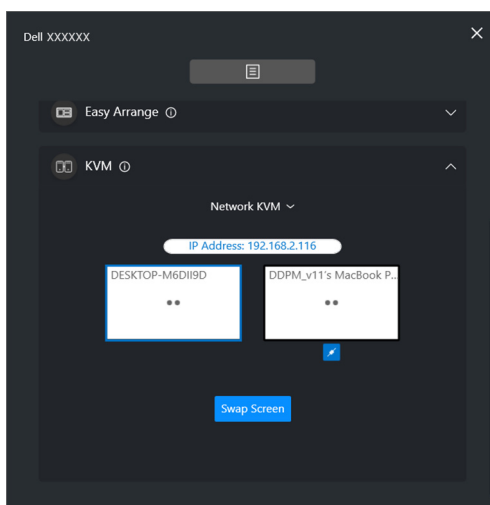 Dell XXXXXX
Easy Arrange
KVM
Network KVM
IP Address: 192.168.2.116
DESKTOP-M6DII9D
DDPM_v11's MacBook P..
Swap Screen